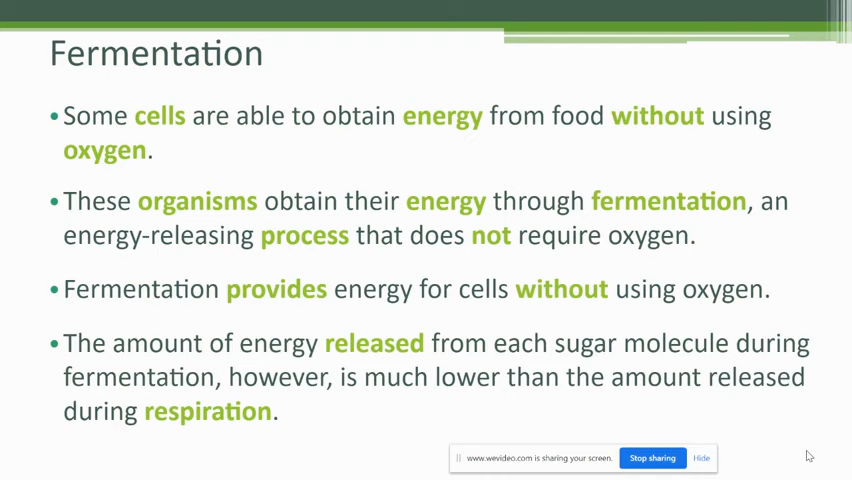 Fermentation
•Some cells are able to obtain energy from food without using
oxygen.
•These organisms obtain their energy through fermentation, an
energy-releasing process that does not require oxygen.
•Fermentation provides energy for cells without using oxygen.
•The amount of energy released from each sugar molecule during
fermentation, however, is much lower than the amount released
during respiration.
www.wevideo.com is sharing your screen. Stop sharing Hide